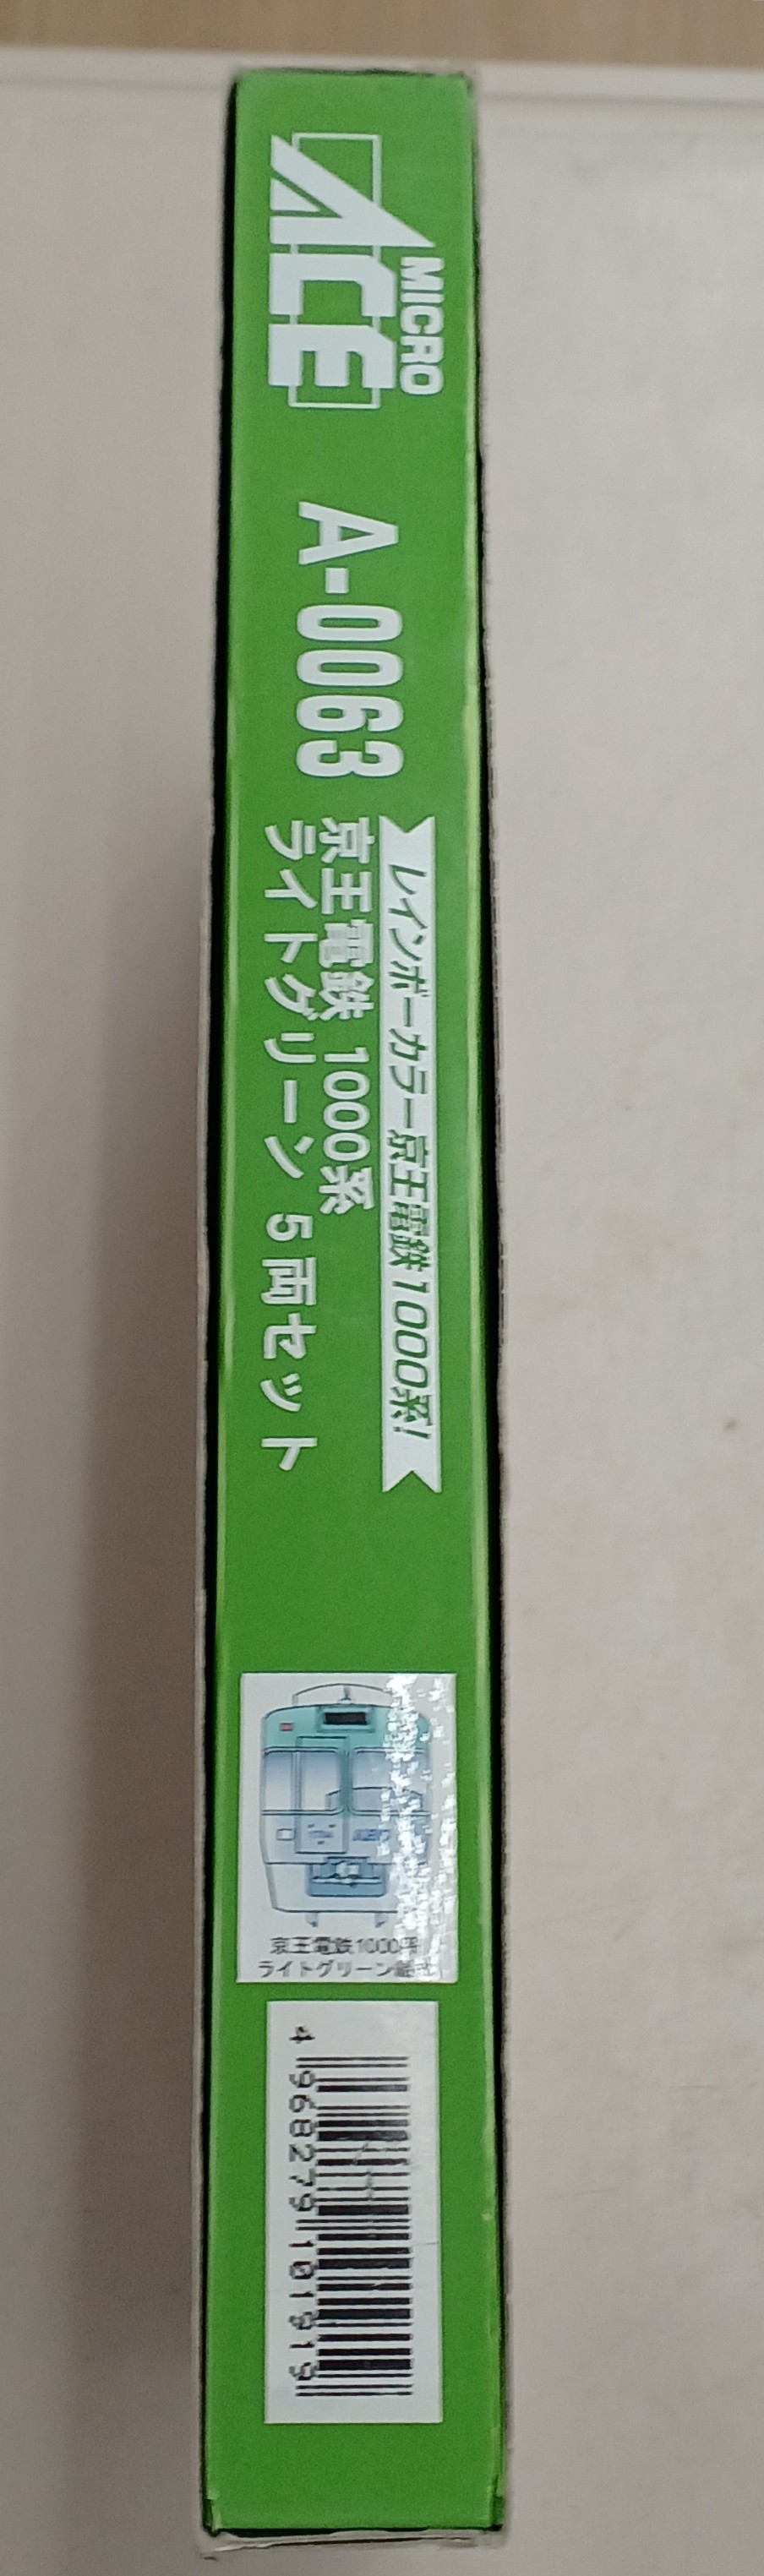 MICRO
ACE
A-0063
レインボーカラー京王電鉄1000系!
京王電鉄 1000系
ライトグリーン 5両セット
京王電鉄1000系
ライトグリーン
4 968279 101919